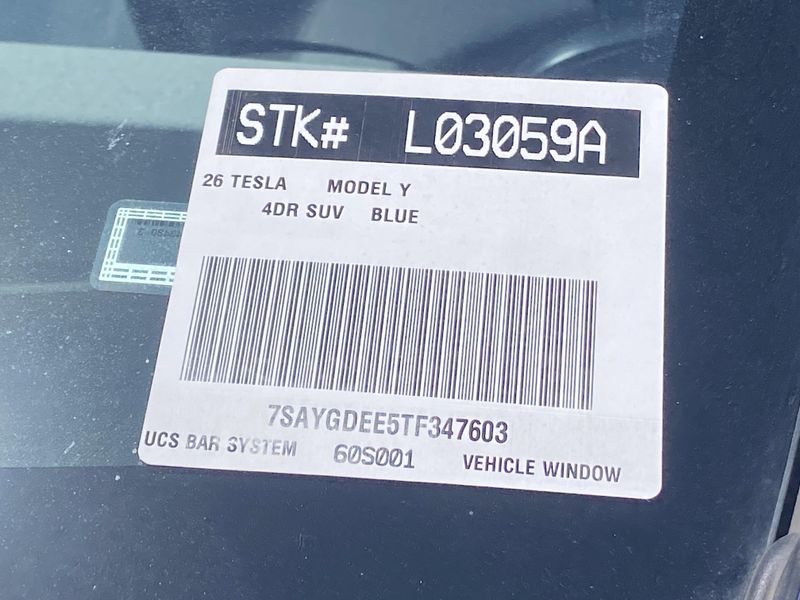 STK# L03059A
26 TESLA MODEL Y
4DR SUV BLUE
7SAYGDEE5TF347603
UCS BAR SYSTEM 60S001 VEHICLE WINDOW